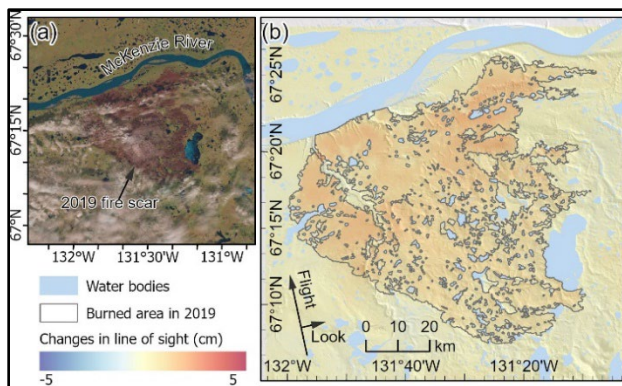 (a)
67°30'N
67°15'N
67°N
McKenzie River
2019 fire scar
132°W
131°30'W
131°W
Water bodies
Burned area in 2019
Changes in line of sight (cm)
-5
5
(b)
67°25'N
67°20'N
67°15'N
67°10'N
Flight
Look
0 10 20
km
132°W
131°40'W
131°20'W